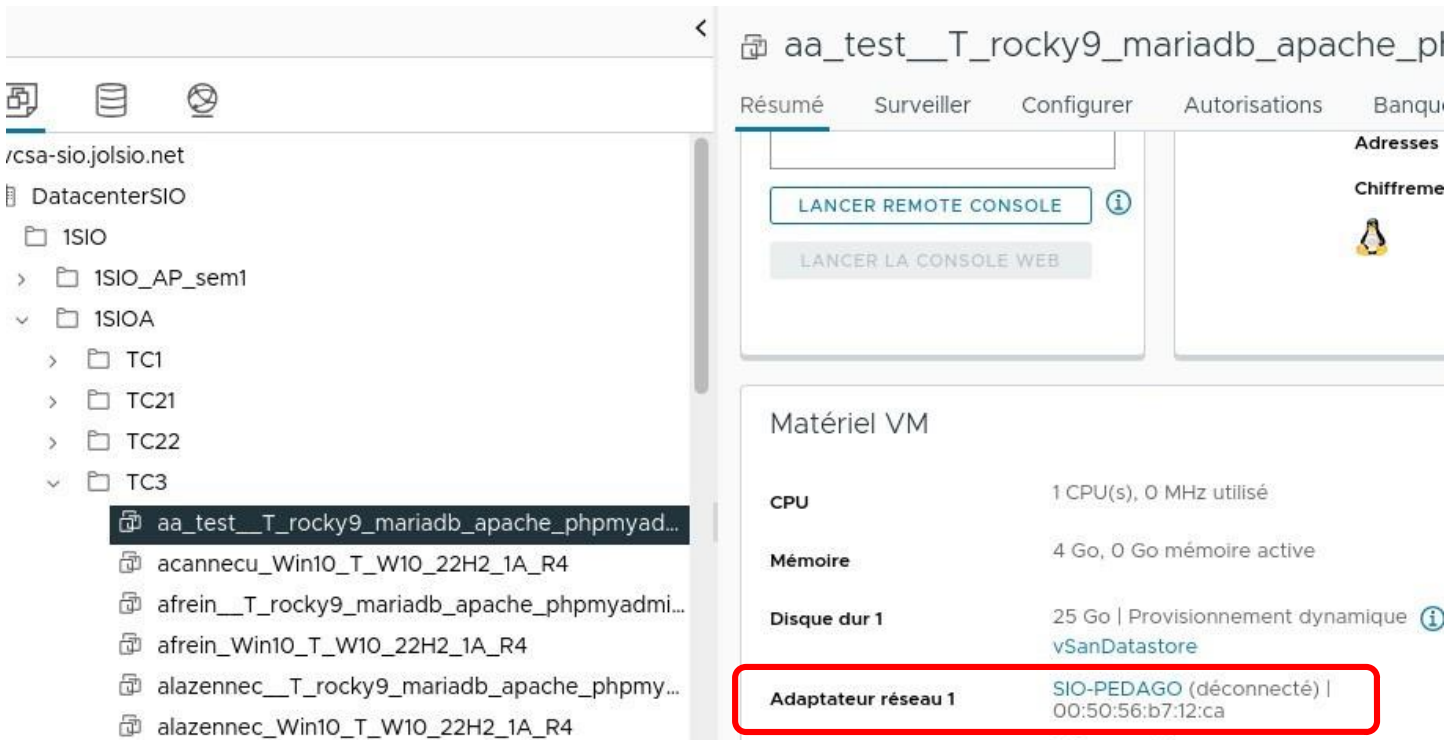 vcsa-sio.jolsio.net
DatacenterSIO
1SIO
1SIO_AP_sem1
1SIOA
TC1
TC21
TC22
TC3
aa_test__T_rocky9_mariadb_apache_phpmyad...
acannecu_Win10_T_W10_22H2_1A_R4
afrein__T_rocky9_mariadb_apache_phpmyadmi...
afrein_Win10_T_W10_22H2_1A_R4
alazennec__T_rocky9_mariadb_apache_phpmy...
alazennec_Win10_T_W10_22H2_1A_R4
aa_test__T_rocky9_mariadb_apache_ph
Résumé Surveiller Configurer Autorisations Banque
Adresses
Chiffreme
LANCER REMOTE CONSOLE
LANCER LA CONSOLE WEB
Matériel VM
CPU 1 CPU(s), 0 MHz utilisé
Mémoire 4 Go, 0 Go mémoire active
Disque dur 1 25 Go | Provisionnement dynamique
vSanDatastore
Adaptateur réseau 1 SIO-PEDAGO (déconnecté) |
00:50:56:b7:12:ca